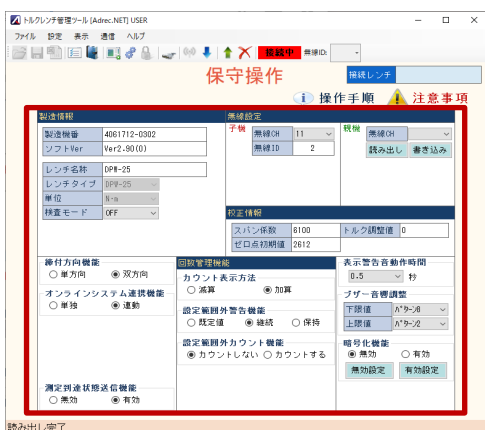 トルクレンチ管理ツール [Adrec.NET] USER
ファイル 設定 表示 通信 ヘルプ
接続中 無線ID:
保守操作
接続レンチ
操作手順 注意事項
製造情報
製造機番 4061712-0302
ソフトVer Ver2.90(0)
レンチ名称 DPW-25
レンチタイプ DPW-25
単位 N-m
検査モード OFF
無線設定
子機 無線CH 11
無線ID 2
親機 無線CH
読み出し 書き込み
校正情報
スパン係数 6100
ゼロ点初期値 2612
トルク調整値 0
締付方向機能
単方向 双方向
オンラインシステム連携機能
単独 連動
測定到達状態送信機能
無効 有効
回数管理機能
カウント表示方法
減算 加算
設定範囲外警告機能
既定値 継続 保持
設定範囲外カウント機能
カウントしない カウントする
表示警告音動作時間
0.5 秒
ブザー音響調整
下限値 ﾊﾟﾀｰﾝ8
上限値 ﾊﾟﾀｰﾝ2
暗号化機能
無効 有効
無効設定 有効設定
読み出し完了